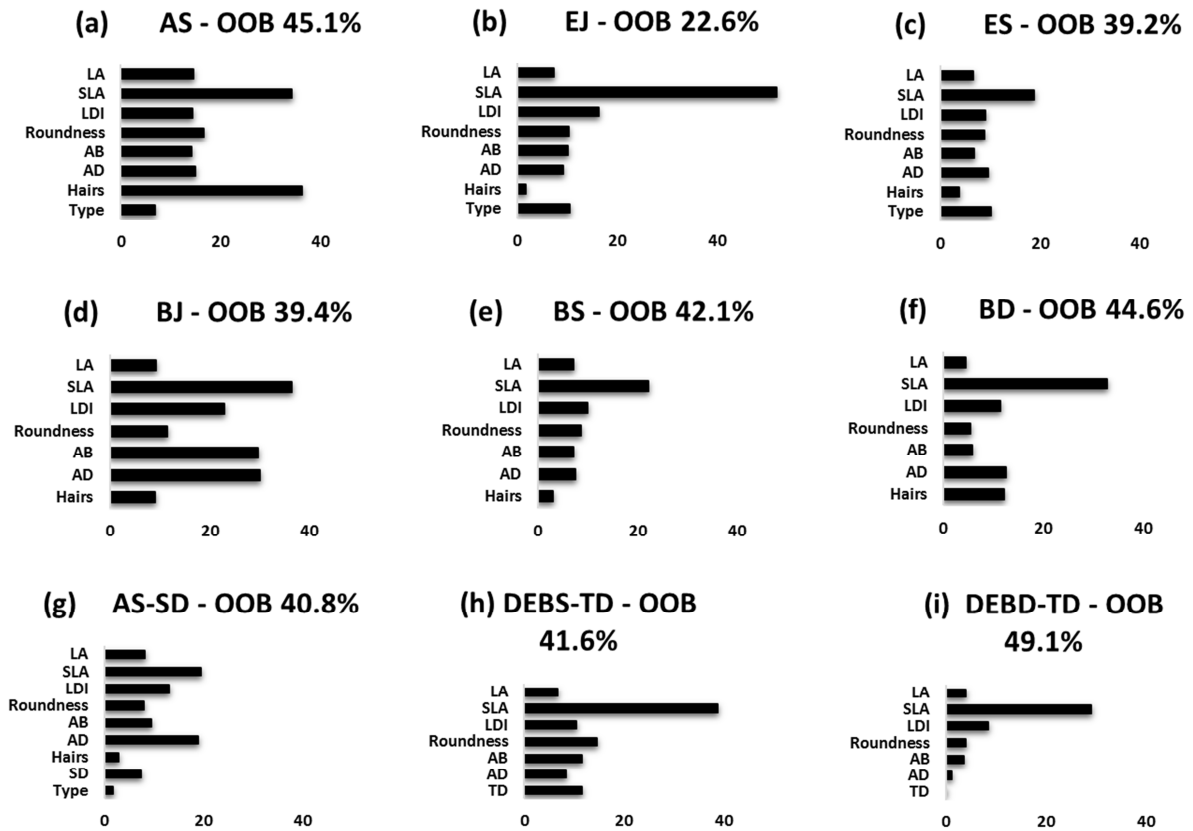 (a) AS - OOB 45.1%
LA
SLA
LDI
Roundness
AB
AD
Hairs
Type
0 20 40
(b) EJ - OOB 22.6%
LA
SLA
LDI
Roundness
AB
AD
Hairs
Type
0 20 40
(c) ES - OOB 39.2%
LA
SLA
LDI
Roundness
AB
AD
Hairs
Type
0 20 40
(d) BJ - OOB 39.4%
LA
SLA
LDI
Roundness
AB
AD
Hairs
0 20 40
(e) BS - OOB 42.1%
LA
SLA
LDI
Roundness
AB
AD
Hairs
0 20 40
(f) BD - OOB 44.6%
LA
SLA
LDI
Roundness
AB
AD
Hairs
0 20 40
(g) AS-SD - OOB 40.8%
LA
SLA
LDI
Roundness
AB
AD
Hairs
SD
Type
0 20 40
(h) DEBS-TD - OOB
41.6%
LA
SLA
LDI
Roundness
AB
AD
TD
0 20 40
(i) DEBD-TD - OOB
49.1%
LA
SLA
LDI
Roundness
AB
AD
TD
0 20 40